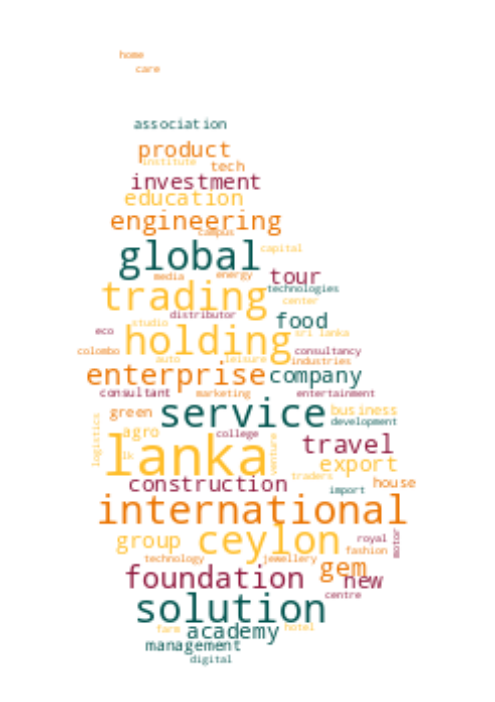 home
care
association
product
institute
tech
investment
education
engineering
campus
global
capital
media
energy
tour
trading
technologies
center
distributor
food
studio
eco
holding
sri lanka
colombo
auto
leisure
consultancy
industries
enterprise
company
consultant
marketing
entertainment
green
service
business
development
logistics
agro
college
venture
lanka
lk
travel
export
traders
construction
import
house
international
motor
group
ceylon
royal
fashion
technology
jewellery
gem
foundation
new
centre
solution
farm
academy
hotel
management
digital